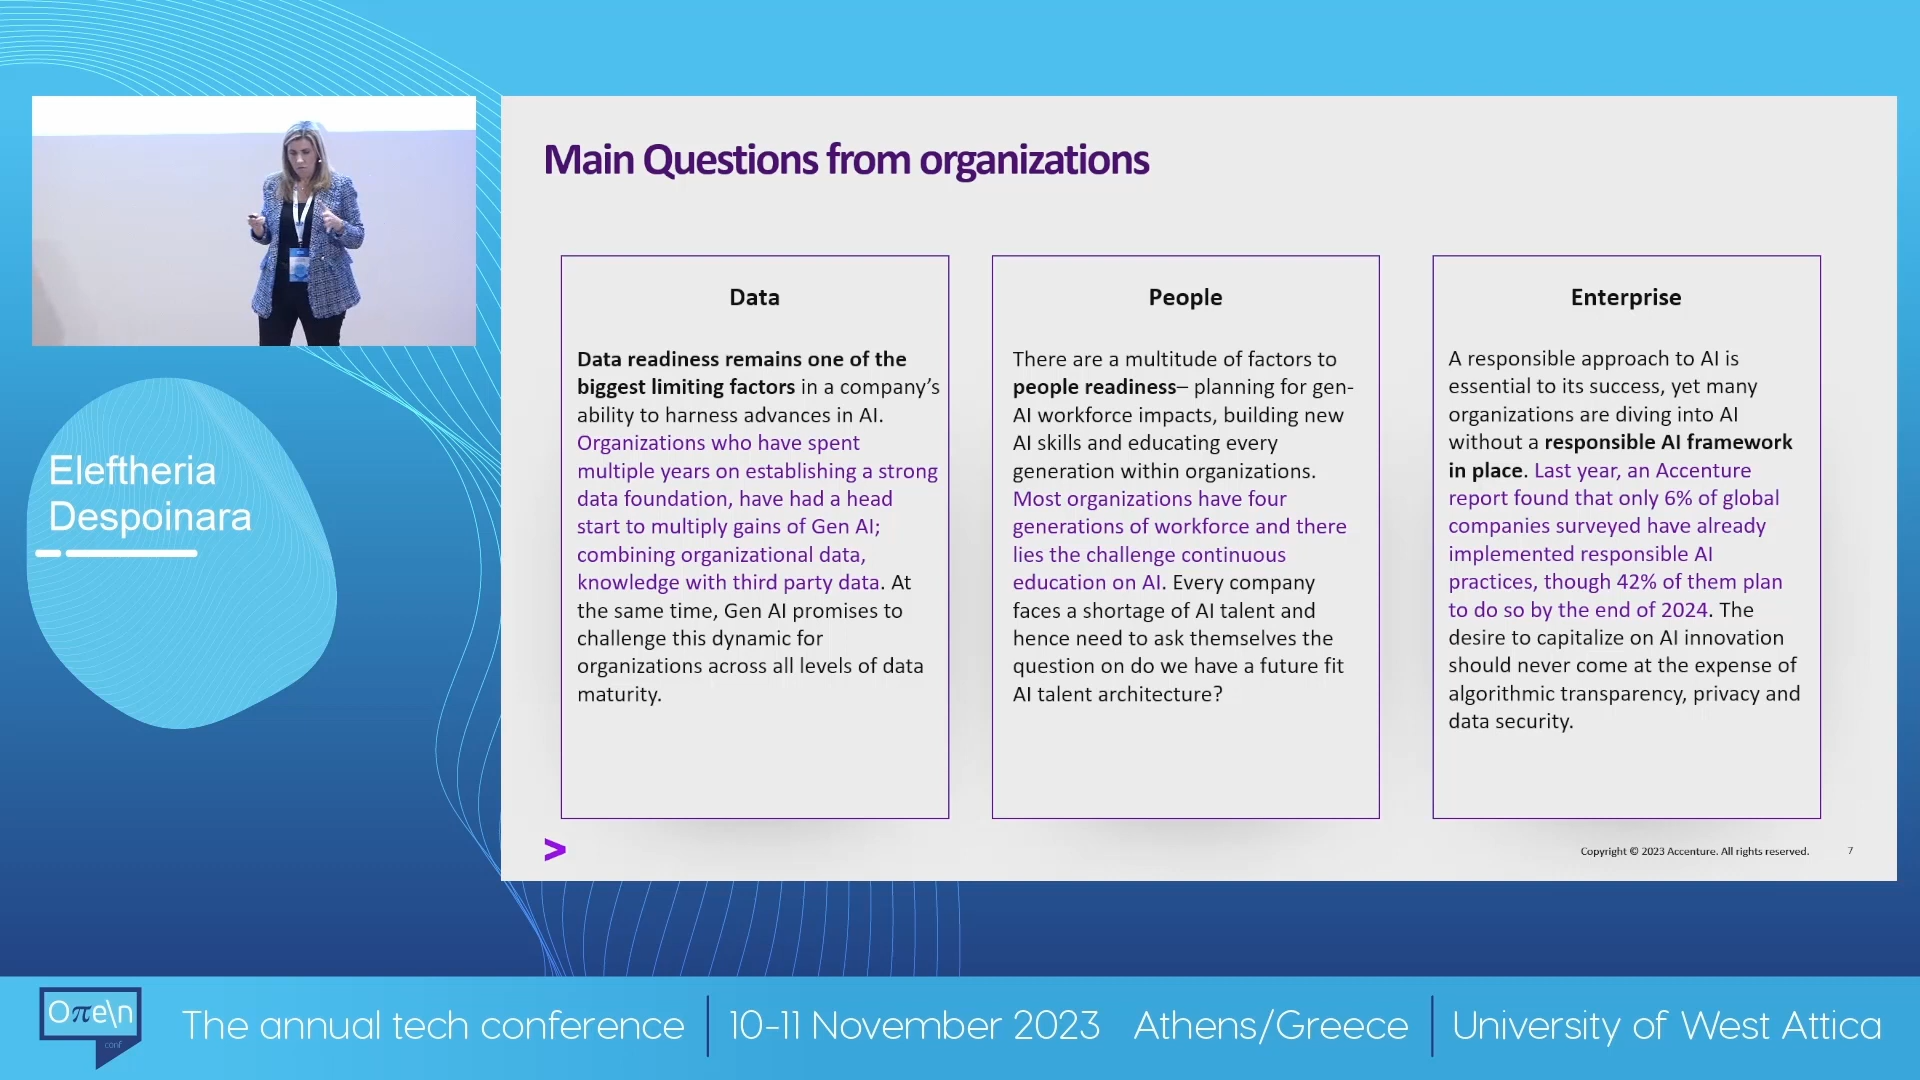 Main Questions from organizations
Data
Data readiness remains one of the
biggest limiting factors in a company’s
ability to harness advances in AI.
Organizations who have spent
multiple years on establishing a strong
data foundation, have had a head
start to multiply gains of Gen AI;
combining organizational data,
knowledge with third party data. At
the same time, Gen AI promises to
challenge this dynamic for
organizations across all levels of data
maturity.
People
There are a multitude of factors to
people readiness– planning for gen-
AI workforce impacts, building new
AI skills and educating every
generation within organizations.
Most organizations have four
generations of workforce and there
lies the challenge continuous
education on AI. Every company
faces a shortage of AI talent and
hence need to ask themselves the
question on do we have a future fit
AI talent architecture?
Enterprise
A responsible approach to AI is
essential to its success, yet many
organizations are diving into AI
without a responsible AI framework
in place. Last year, an Accenture
report found that only 6% of global
companies surveyed have already
implemented responsible AI
practices, though 42% of them plan
to do so by the end of 2024. The
desire to capitalize on AI innovation
should never come at the expense of
algorithmic transparency, privacy and
data security.
>
Copyright © 2023 Accenture. All rights reserved.
7
Eleftheria
Despoinara
Oπe\n
conf
The annual tech conference
10-11 November 2023 Athens/Greece
University of West Attica